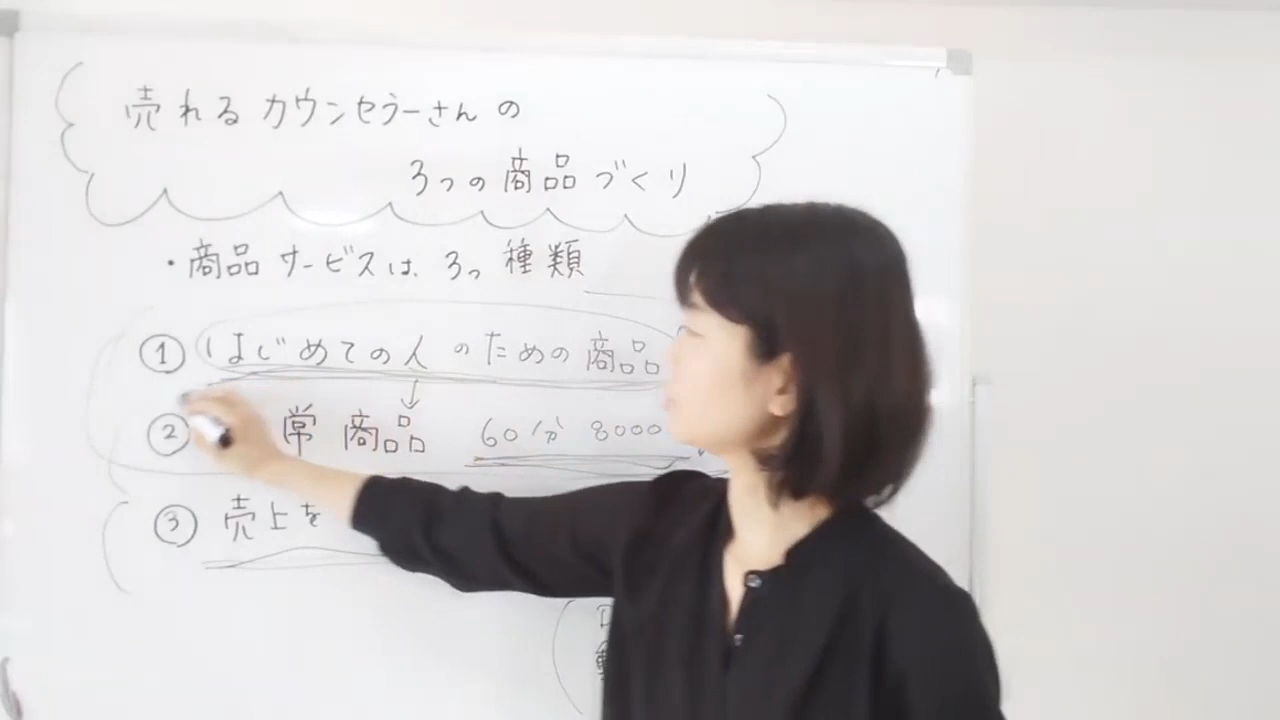 売れるカウンセラーさんの
3つの商品づくり
・商品サービスは、3つ種類
① はじめての人のための商品
② 常商品 60分 8000
③ 売上を